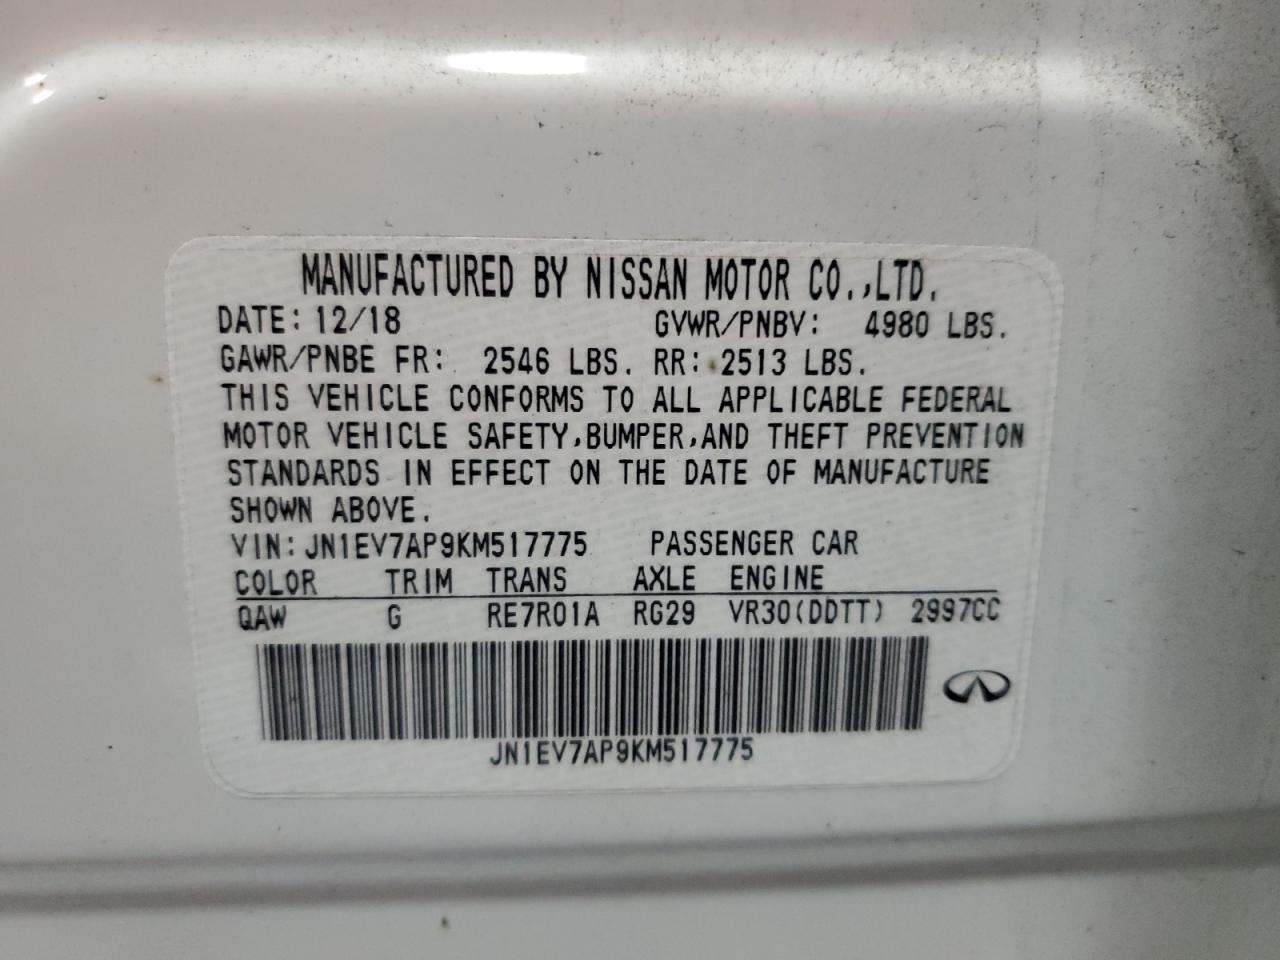 MANUFACTURED BY NISSAN MOTOR CO.,LTD.
DATE: 12/18 GVWR/PNBV: 4980 LBS.
GAWR/PNBE FR: 2546 LBS. RR: 2513 LBS.
THIS VEHICLE CONFORMS TO ALL APPLICABLE FEDERAL
MOTOR VEHICLE SAFETY,BUMPER,AND THEFT PREVENTION
STANDARDS IN EFFECT ON THE DATE OF MANUFACTURE
SHOWN ABOVE.
VIN: JN1EV7AP9KM517775 PASSENGER CAR
COLOR TRIM TRANS AXLE ENGINE
QAW G RE7R01A RG29 VR30(DDTT) 2997CC
JN1EV7AP9KM517775